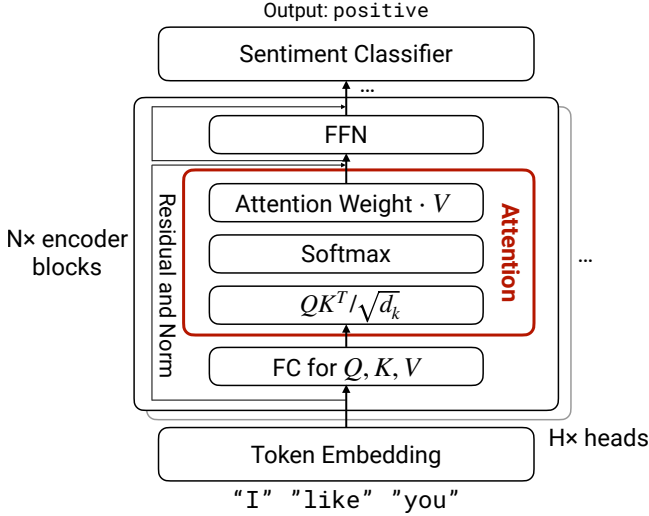 Output: positive
Sentiment Classifier
...
FFN
Attention Weight · V
Softmax
QK^T/√d_k
FC for Q, K, V
Residual and Norm
Attention
N× encoder
blocks
...
H× heads
Token Embedding
“I” ”like” ”you”